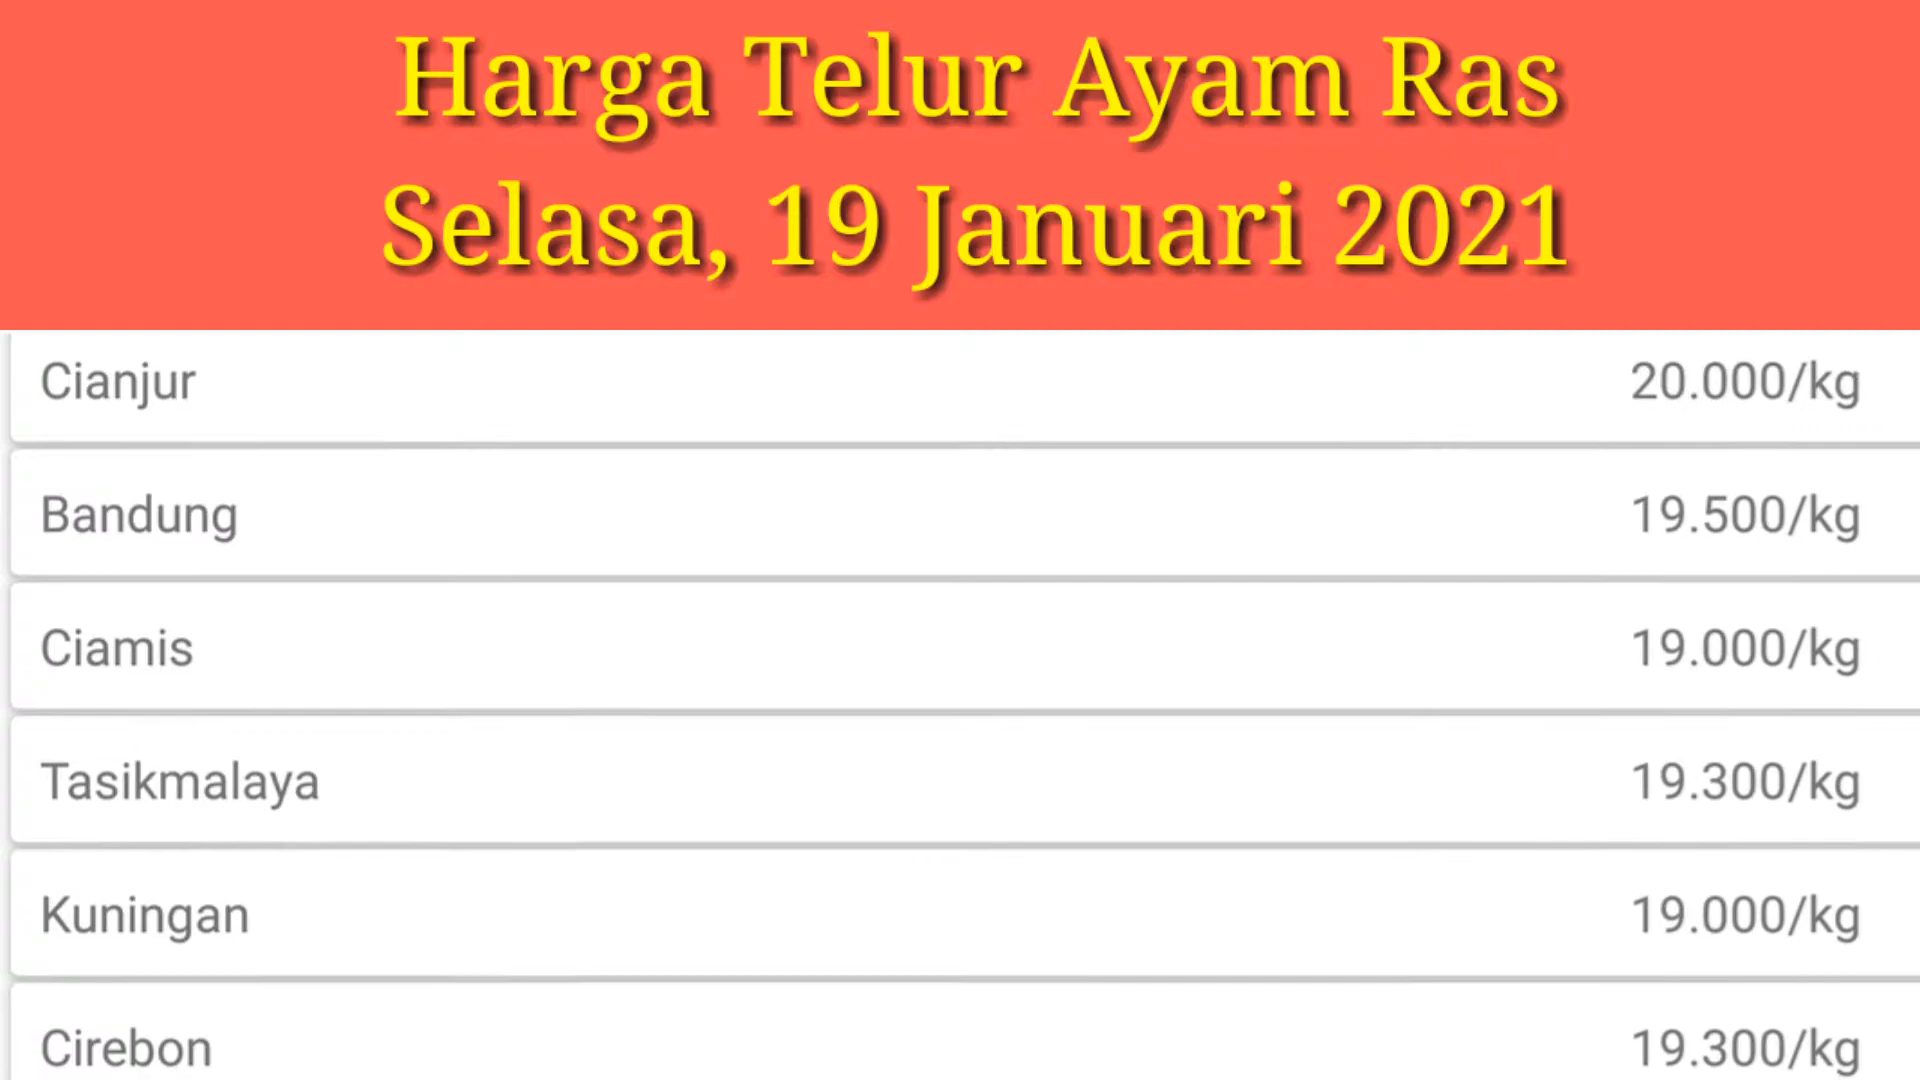 Harga Telur Ayam Ras
Selasa, 19 Januari 2021
Cianjur 20.000/kg
Bandung 19.500/kg
Ciamis 19.000/kg
Tasikmalaya 19.300/kg
Kuningan 19.000/kg
Cirebon 19.300/kg